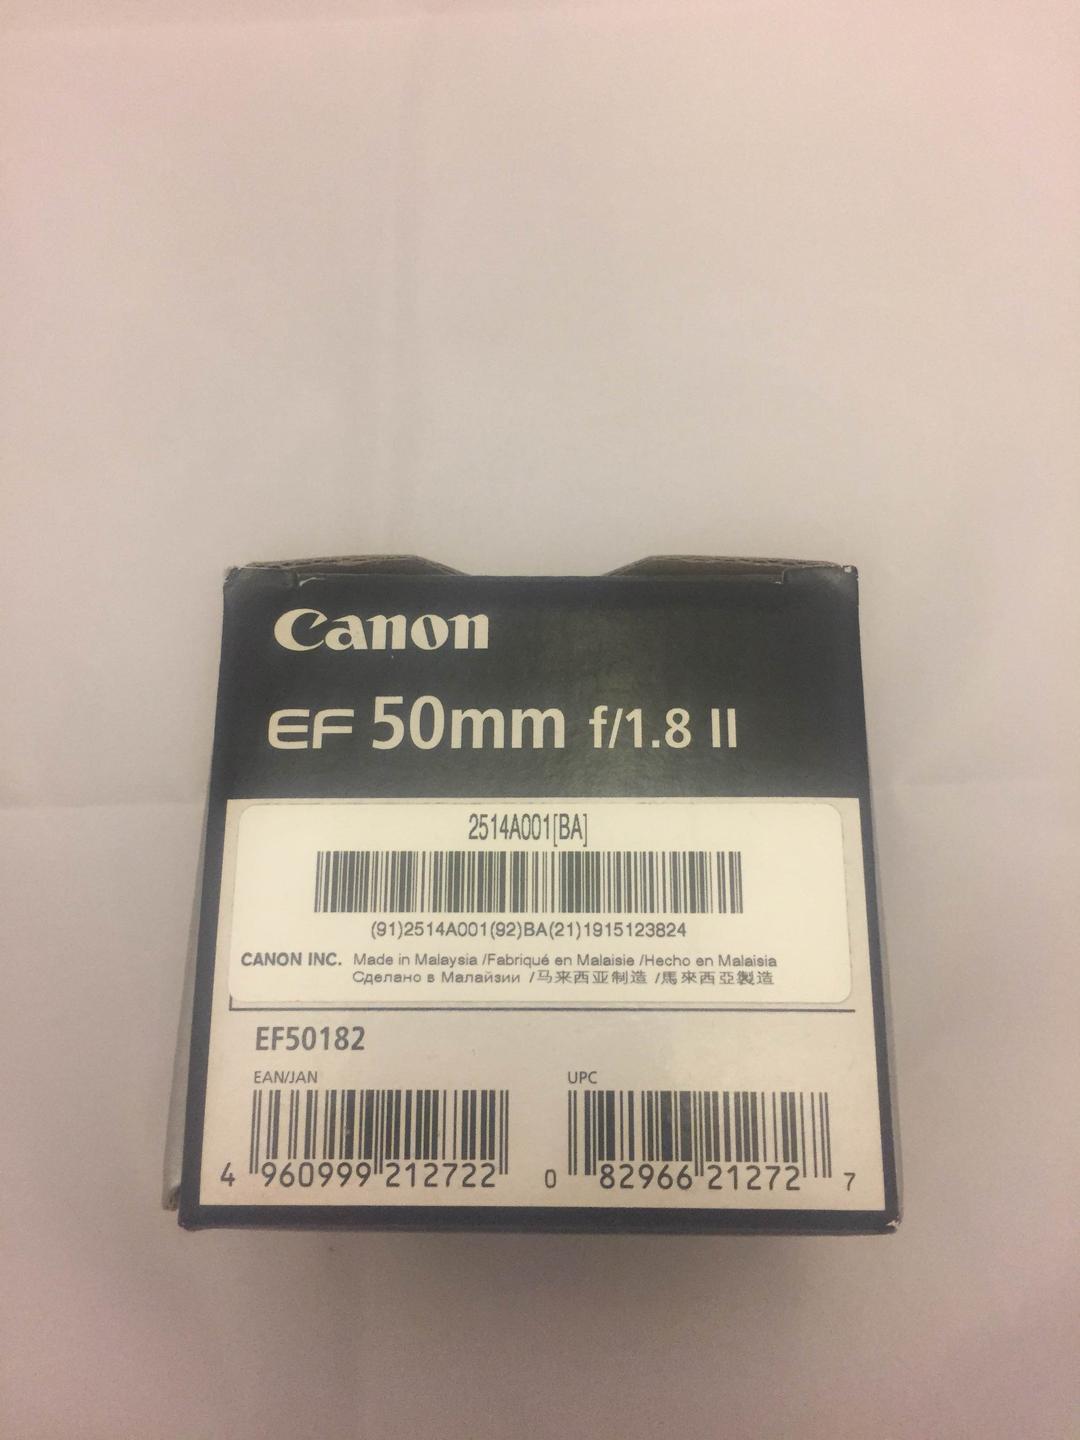 Canon
EF 50mm f/1.8 II
2514A001[BA]
(91)2514A001(92)BA(21)1915123824
CANON INC. Made in Malaysia /Fabriqué en Malaisie /Hecho en Malaisia
Сделано в Малайзии /马来西亚制造 /馬來西亞製造
EF50182
EAN/JAN UPC
4 960999 212722 0 82966 21272 7